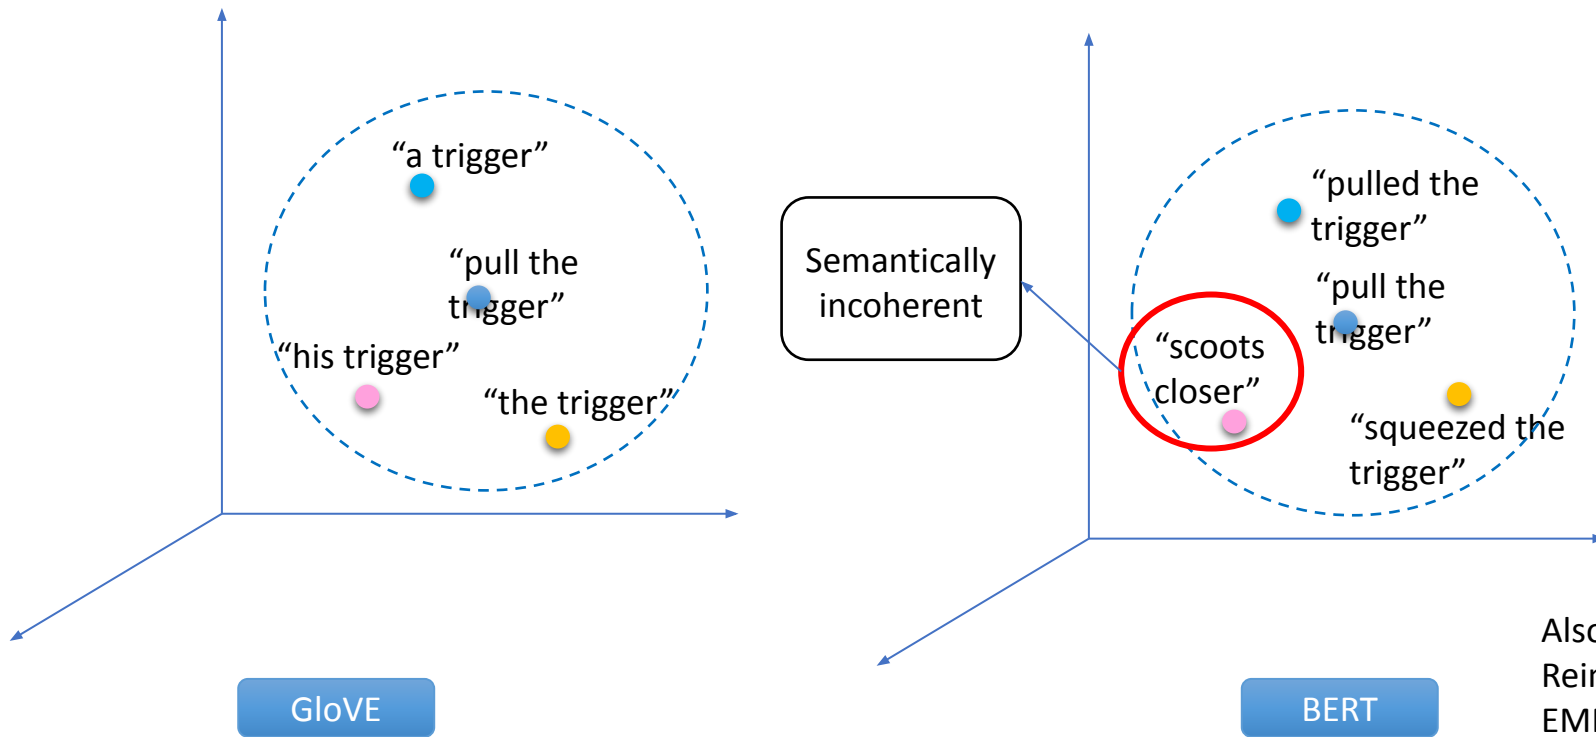 “a trigger”
“pull the
trigger”
“his trigger”
“the trigger”
GloVE
Semantically
incoherent
“pulled the
trigger”
“pull the
trigger”
“scoots
closer”
“squeezed the
trigger”
BERT
Also